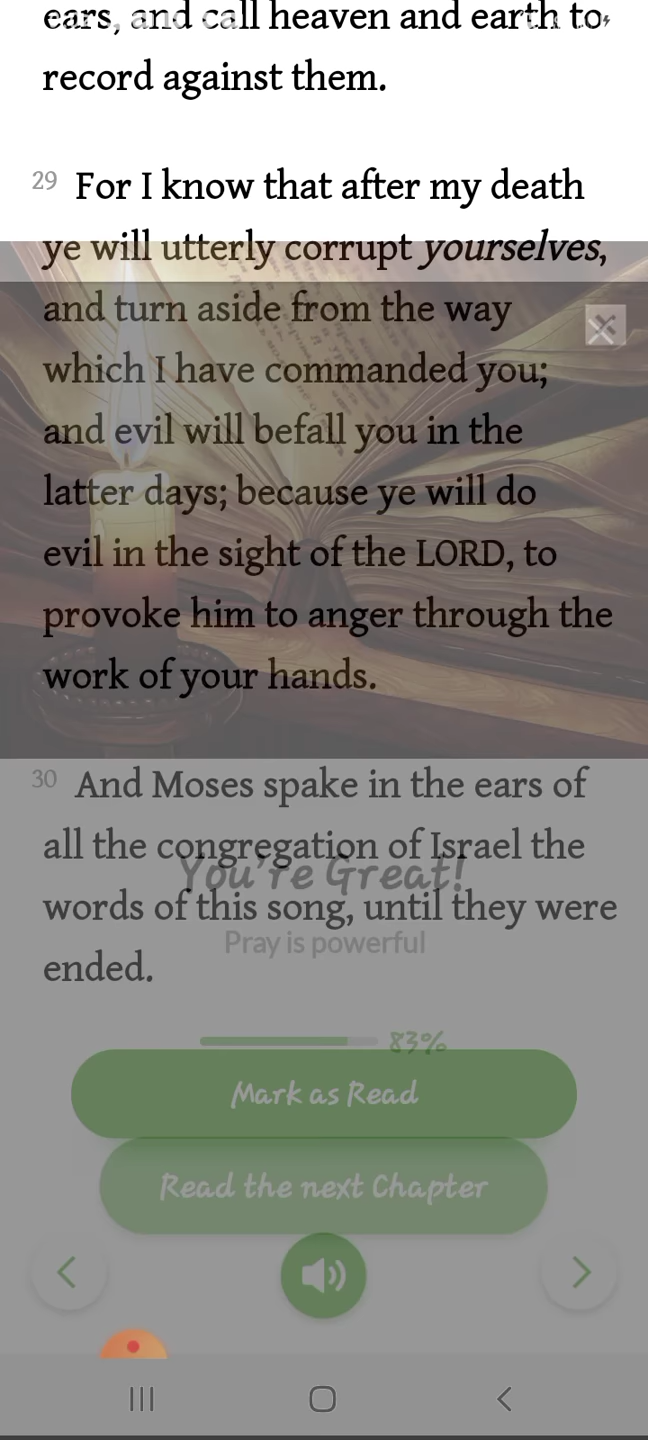 ears, and call heaven and earth to
record against them.
29 For I know that after my death
ye will utterly corrupt yourselves,
and turn aside from the way
which I have commanded you;
and evil will befall you in the
latter days; because ye will do
evil in the sight of the LORD, to
provoke him to anger through the
work of your hands.
30 And Moses spake in the ears of
all the congregation of Israel the
You're Great!
words of this song, until they were
Pray is powerful
ended.
83%
Mark as Read
Read the next Chapter